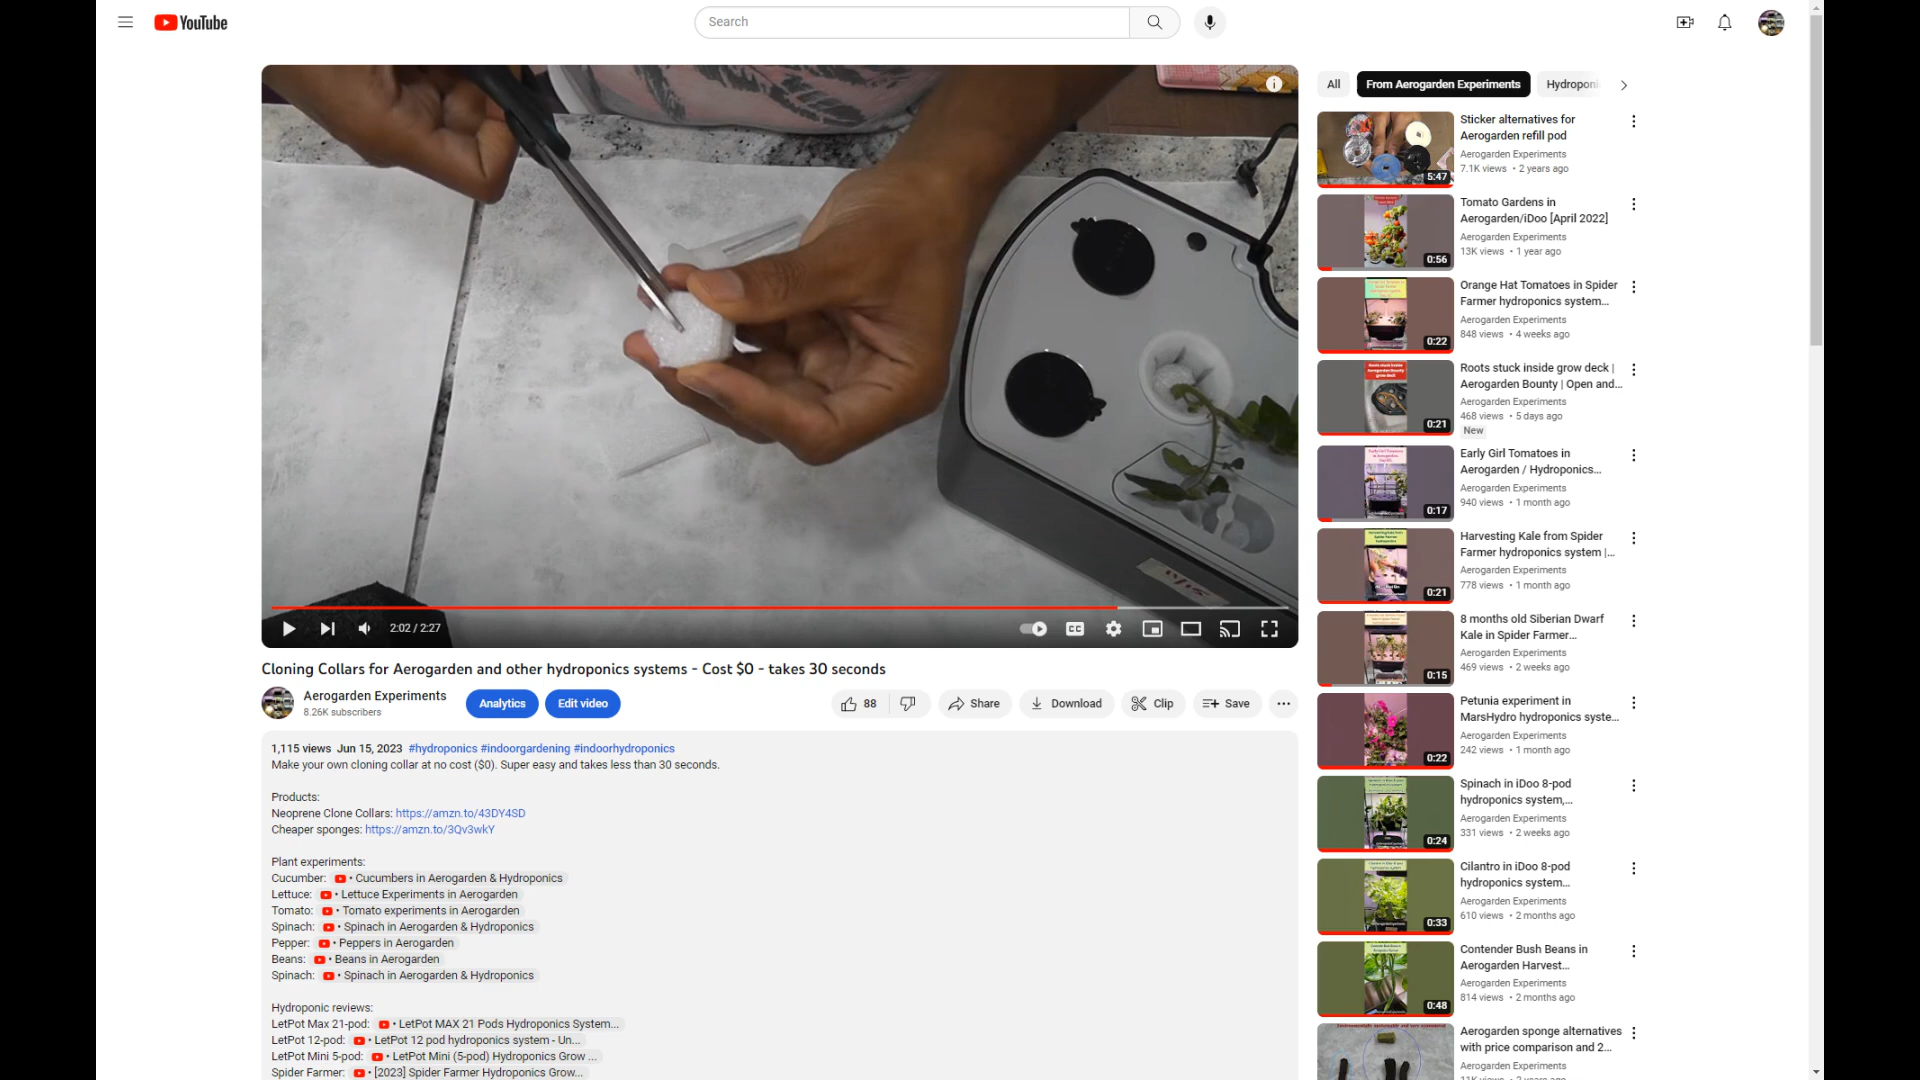 YouTube
Search
2:02 / 2:27
CC
Cloning Collars for Aerogarden and other hydroponics systems - Cost $0 - takes 30 seconds
Aerogarden Experiments
8.26K subscribers
Analytics
Edit video
88
Share
Download
Clip
Save
1,115 views Jun 15, 2023 #hydroponics #indoorgardening #indoorhydroponics
Make your own cloning collar at no cost ($0). Super easy and takes less than 30 seconds.
Products:
Neoprene Clone Collars: https://amzn.to/43DY4SD
Cheaper sponges: https://amzn.to/3Qv3wkY
Plant experiments:
Cucumber: • Cucumbers in Aerogarden & Hydroponics
Lettuce: • Lettuce Experiments in Aerogarden
Tomato: • Tomato experiments in Aerogarden
Spinach: • Spinach in Aerogarden & Hydroponics
Pepper: • Peppers in Aerogarden
Beans: • Beans in Aerogarden
Spinach: • Spinach in Aerogarden & Hydroponics
Hydroponic reviews:
LetPot Max 21-pod: • LetPot MAX 21 Pods Hydroponics System...
LetPot 12-pod: • LetPot 12 pod hydroponics system - Un...
LetPot Mini 5-pod: • LetPot Mini (5-pod) Hydroponics Grow ...
Spider Farmer: • [2023] Spider Farmer Hydroponics Grow...
All
From Aerogarden Experiments
Hydroponi
5:47
Sticker alternatives for
Aerogarden refill pod
Aerogarden Experiments
7.1K views • 2 years ago
0:56
Tomato Gardens in
Aerogarden/iDoo [April 2022]
Aerogarden Experiments
13K views • 1 year ago
0:22
Orange Hat Tomatoes in Spider
Farmer hydroponics system...
Aerogarden Experiments
848 views • 4 weeks ago
0:21
Roots stuck inside grow deck |
Aerogarden Bounty | Open and...
Aerogarden Experiments
468 views • 5 days ago
New
0:17
Early Girl Tomatoes in
Aerogarden / Hydroponics...
Aerogarden Experiments
940 views • 1 month ago
0:21
Harvesting Kale from Spider
Farmer hydroponics system |...
Aerogarden Experiments
778 views • 1 month ago
0:15
8 months old Siberian Dwarf
Kale in Spider Farmer...
Aerogarden Experiments
469 views • 2 weeks ago
0:22
Petunia experiment in
MarsHydro hydroponics syste...
Aerogarden Experiments
242 views • 1 month ago
0:24
Spinach in iDoo 8-pod
hydroponics system,...
Aerogarden Experiments
331 views • 2 weeks ago
0:33
Cilantro in iDoo 8-pod
hydroponics system...
Aerogarden Experiments
610 views • 2 months ago
0:48
Contender Bush Beans in
Aerogarden Harvest...
Aerogarden Experiments
814 views • 2 months ago
Aerogarden sponge alternatives
with price comparison and 2...
Aerogarden Experiments
11K views • 2 years ago